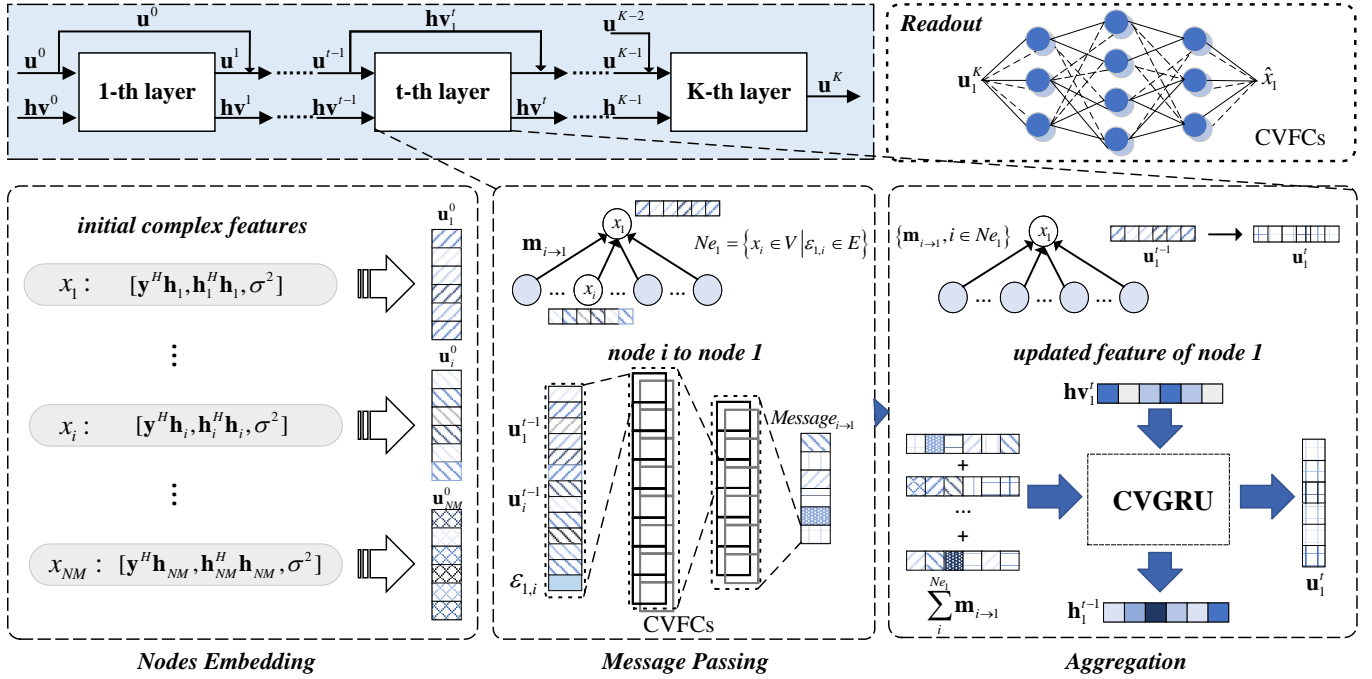 u^0 hv_1^t u^{K-2} Readout
u^0 u^1 u^{t-1} u^{K-1}
1-th layer ...... t-th layer ...... K-th layer u^K
hv^0 hv^1 hv^{t-1} hv^t h^{K-1}
u_1^K x̂_1
CVFCs
initial complex features u_1^0
x_1 : [y^H h_1, h_1^H h_1, σ^2]
⋮
u_i^0
x_i : [y^H h_i, h_i^H h_i, σ^2]
⋮
u_{NM}^0
x_{NM} : [y^H h_{NM}, h_{NM}^H h_{NM}, σ^2]
Nodes Embedding
x_1
m_{i→1} Ne_1 = {x_i ∈ V | ε_{1,i} ∈ E}
... x_i ... ...
node i to node 1
u_1^{t-1} Message_{i→1}
u_i^{t-1}
ε_{1,i}
CVFCs
Message Passing
{m_{i→1}, i ∈ Ne_1} x_1
u_1^{t-1} u_1^t
... ... ...
updated feature of node 1
hv_1^t
+
...
+
CVGRU
∑_i^{Ne_1} m_{i→1}
h_1^{t-1}
u_1^t
Aggregation